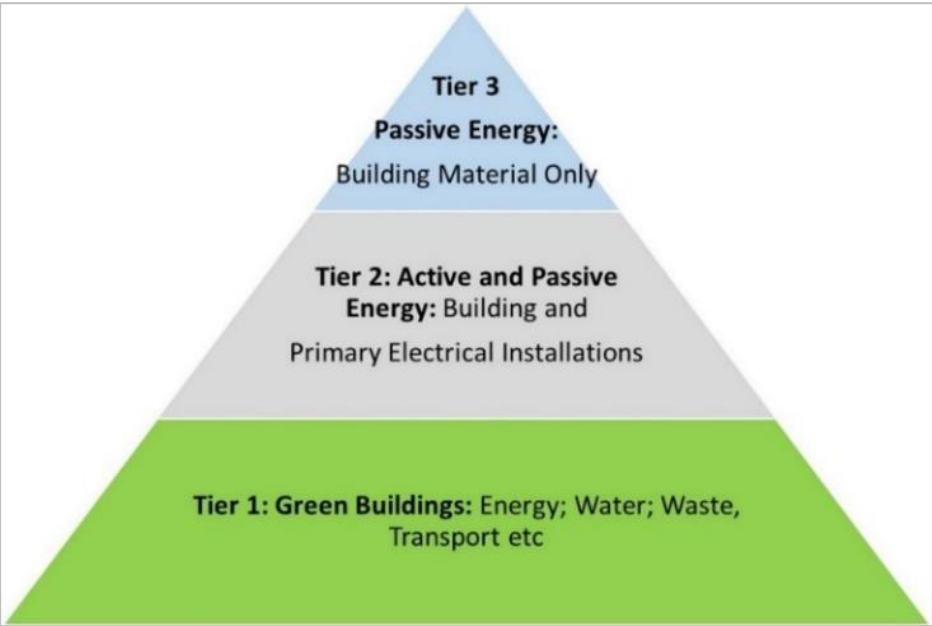 Tier 3
Passive Energy:
Building Material Only
Tier 2: Active and Passive
Energy: Building and
Primary Electrical Installations
Tier 1: Green Buildings: Energy; Water; Waste,
Transport etc